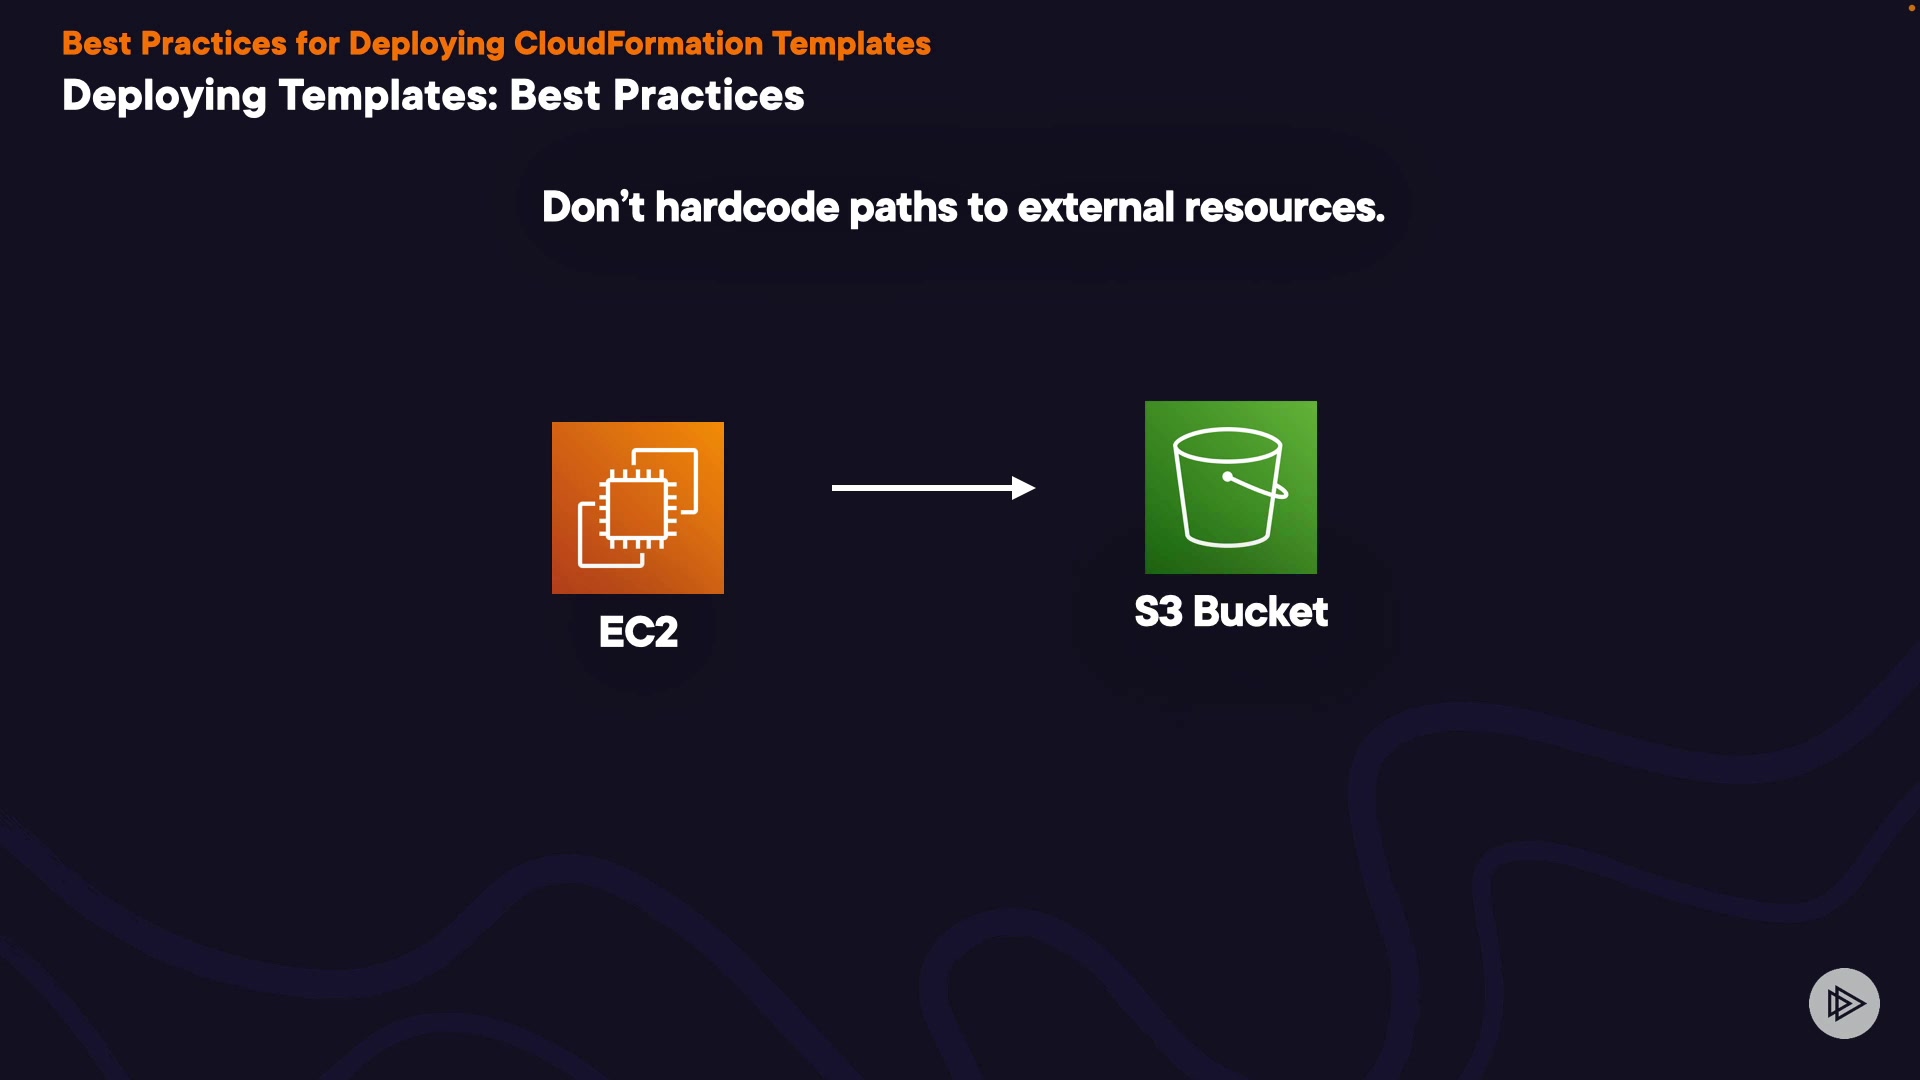 Best Practices for Deploying CloudFormation Templates
Deploying Templates: Best Practices
Don’t hardcode paths to external resources.
EC2
S3 Bucket